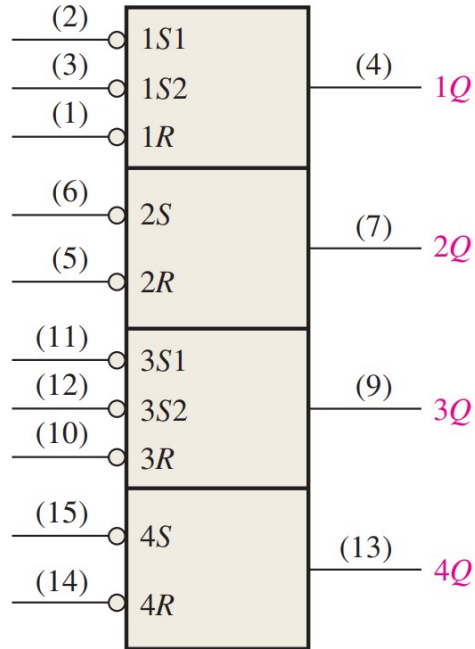 (2) 1S1
(3) 1S2 (4) 1Q
(1) 1R
(6) 2S
(7) 2Q
(5) 2R
(11) 3S1
(12) 3S2 (9) 3Q
(10) 3R
(15) 4S
(13) 4Q
(14) 4R